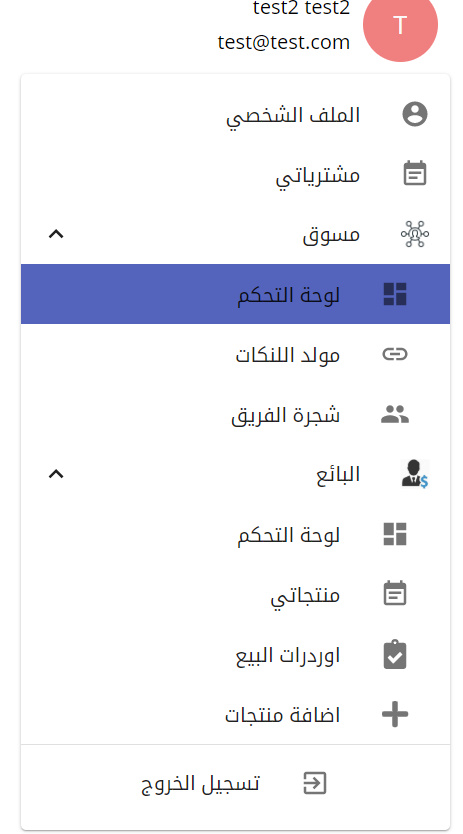 test2 test2
test@test.com
T
الملف الشخصي
مشترياتي
مسوق
لوحة التحكم
مولد اللنكات
شجرة الفريق
البائع
لوحة التحكم
منتجاتي
اوردرات البيع
اضافة منتجات
تسجيل الخروج